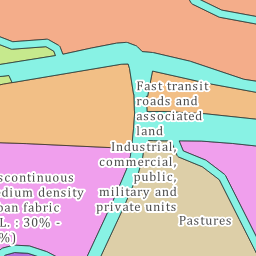 Fast transit
roads and
associated
land
Industrial,
commercial,
public,
military and
private units
scontinuous
edium density
ban fabric
L. : 30% -
%)
Pastures